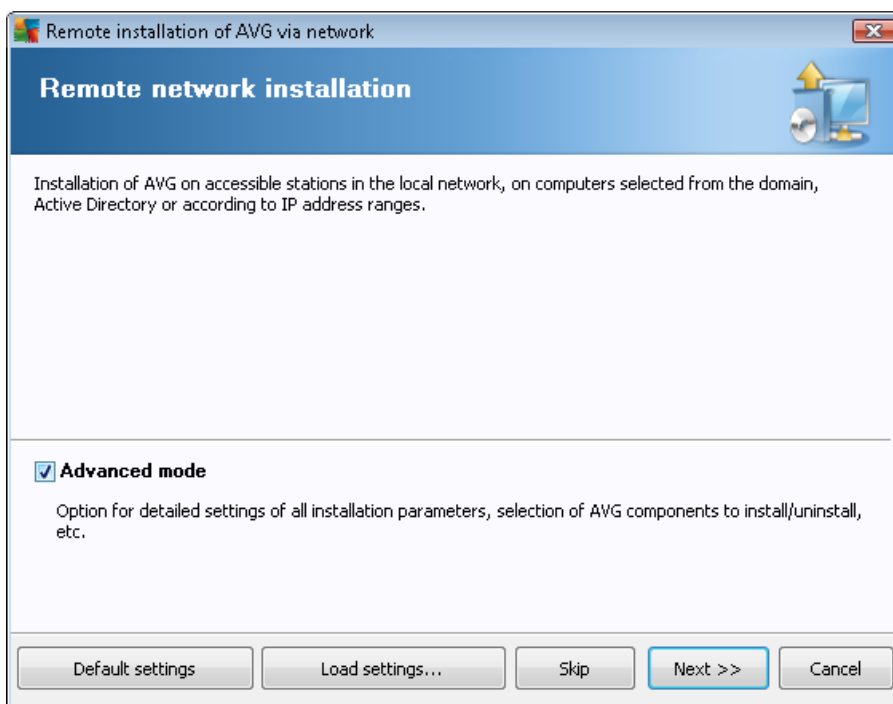 Remote installation of AVG via network
Remote network installation
Installation of AVG on accessible stations in the local network, on computers selected from the domain,
Active Directory or according to IP address ranges.
Advanced mode
Option for detailed settings of all installation parameters, selection of AVG components to install/uninstall,
etc.
Default settings
Load settings...
Skip
Next >>
Cancel